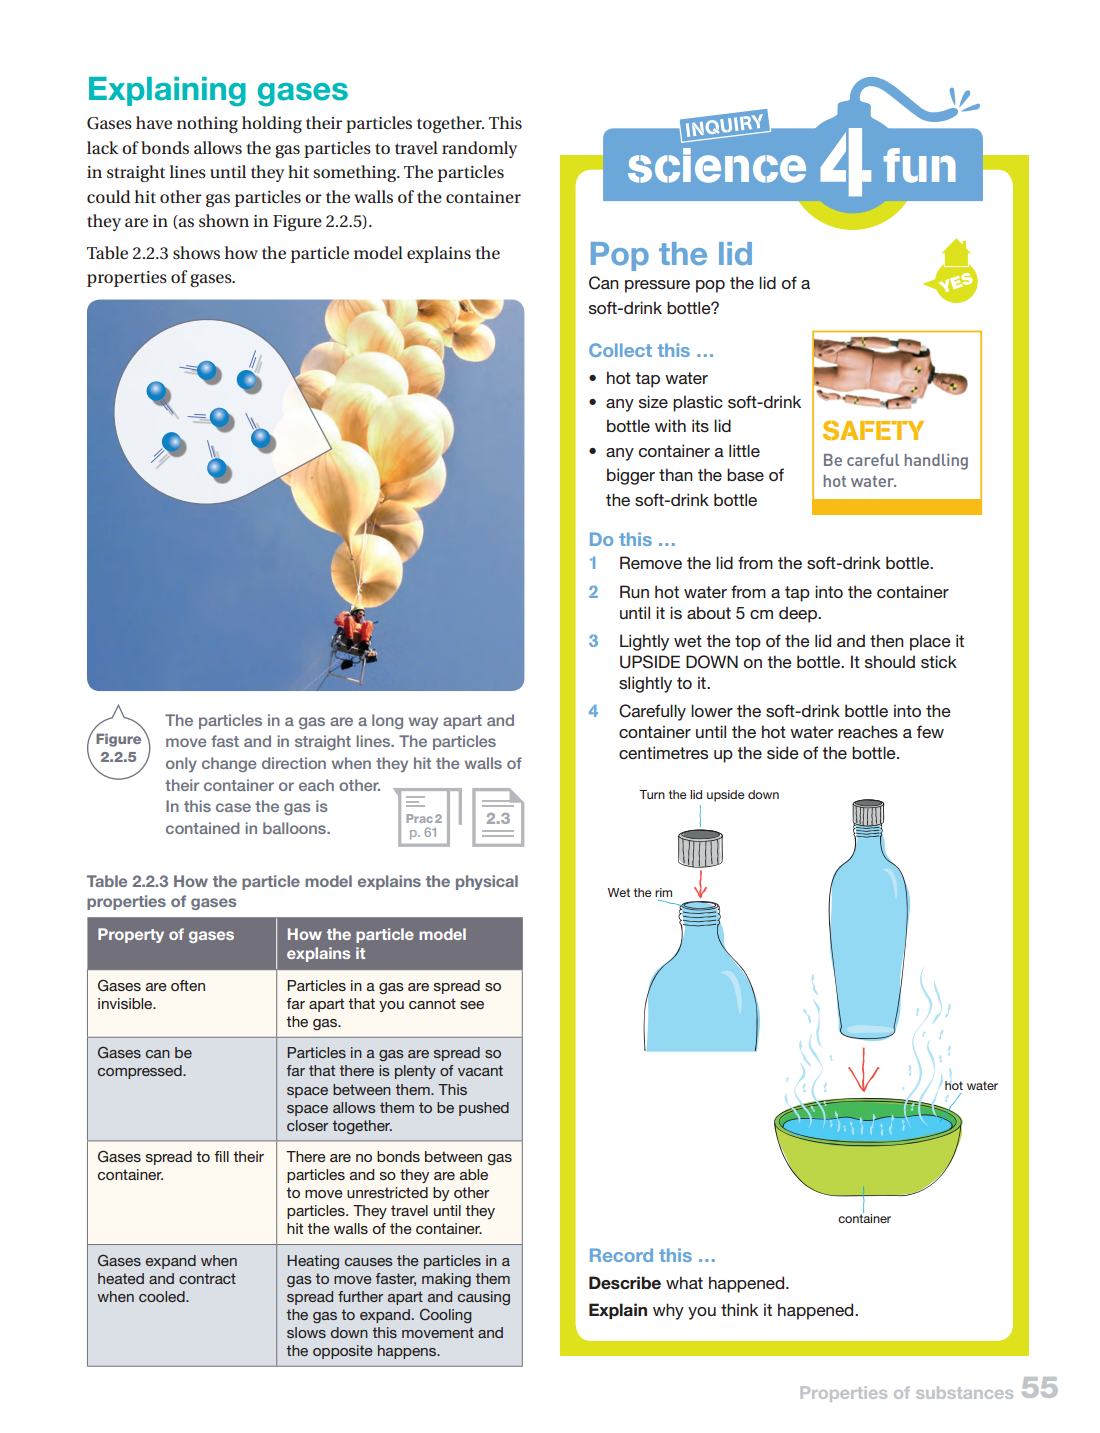 Explaining gases
Gases have nothing holding their particles together. This
lack of bonds allows the gas particles to travel randomly
in straight lines until they hit something. The particles
could hit other gas particles or the walls of the container
they are in (as shown in Figure 2.2.5).
Table 2.2.3 shows how the particle model explains the
properties of gases.
Figure
2.2.5
The particles in a gas are a long way apart and
move fast and in straight lines. The particles
only change direction when they hit the walls of
their container or each other.
In this case the gas is
contained in balloons.
Prac 2
p. 61
2.3
Table 2.2.3 How the particle model explains the physical
properties of gases
Property of gases
How the particle model
explains it
Gases are often
invisible.
Particles in a gas are spread so
far apart that you cannot see
the gas.
Gases can be
compressed.
Particles in a gas are spread so
far that there is plenty of vacant
space between them. This
space allows them to be pushed
closer together.
Gases spread to fill their
container.
There are no bonds between gas
particles and so they are able
to move unrestricted by other
particles. They travel until they
hit the walls of the container.
Gases expand when
heated and contract
when cooled.
Heating causes the particles in a
gas to move faster, making them
spread further apart and causing
the gas to expand. Cooling
slows down this movement and
the opposite happens.
INQUIRY
science 4 fun
Pop the lid
Can pressure pop the lid of a
soft-drink bottle?
YES
Collect this ...
• hot tap water
• any size plastic soft-drink
bottle with its lid
• any container a little
bigger than the base of
the soft-drink bottle
SAFETY
Be careful handling
hot water.
Do this ...
1 Remove the lid from the soft-drink bottle.
2 Run hot water from a tap into the container
until it is about 5 cm deep.
3 Lightly wet the top of the lid and then place it
UPSIDE DOWN on the bottle. It should stick
slightly to it.
4 Carefully lower the soft-drink bottle into the
container until the hot water reaches a few
centimetres up the side of the bottle.
Turn the lid upside down
Wet the rim
hot water
container
Record this ...
Describe what happened.
Explain why you think it happened.
Properties of substances 55